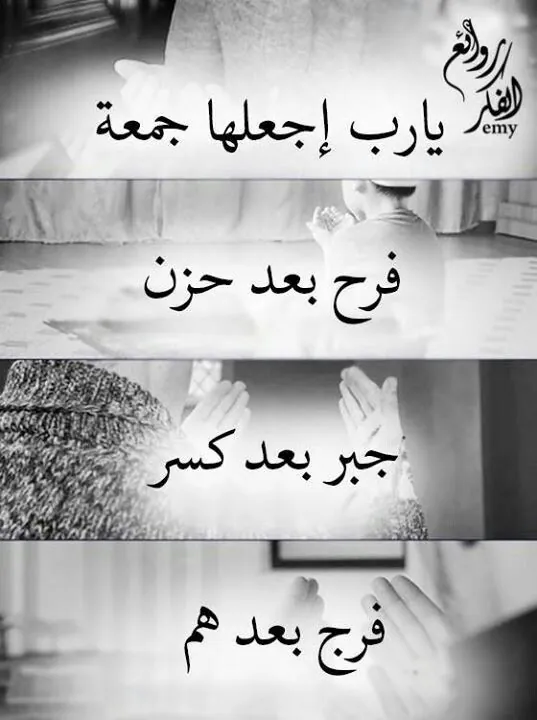 روائع
الفكر
emy
يارب إجعلها جمعة
فرح بعد حزن
جبر بعد كسر
فرج بعد هم